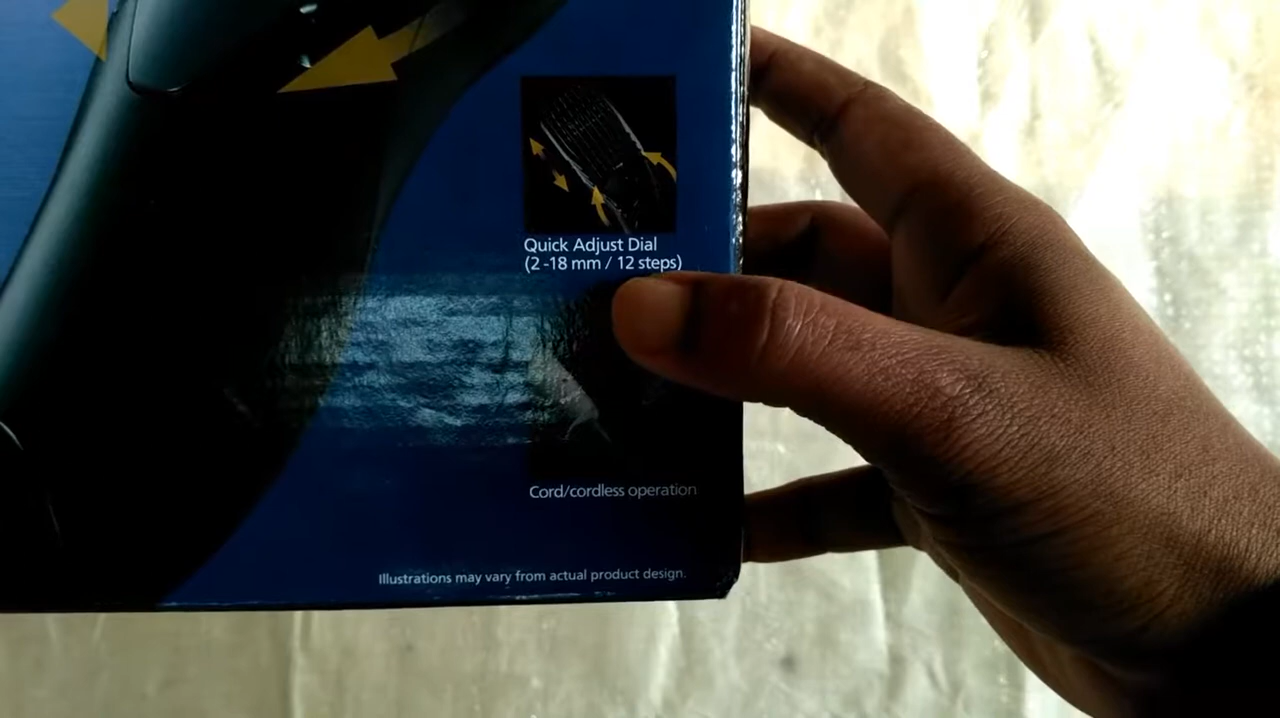 Quick Adjust Dial
(2-18 mm / 12 steps)
Cord/cordless operation
Illustrations may vary from actual product design.